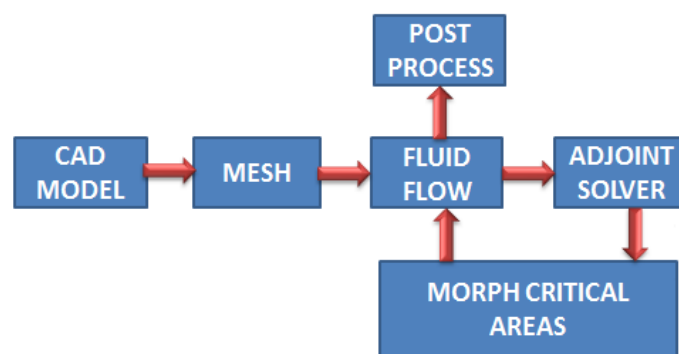 POST
PROCESS
CAD
MODEL
MESH
FLUID
FLOW
ADJOINT
SOLVER
MORPH CRITICAL
AREAS